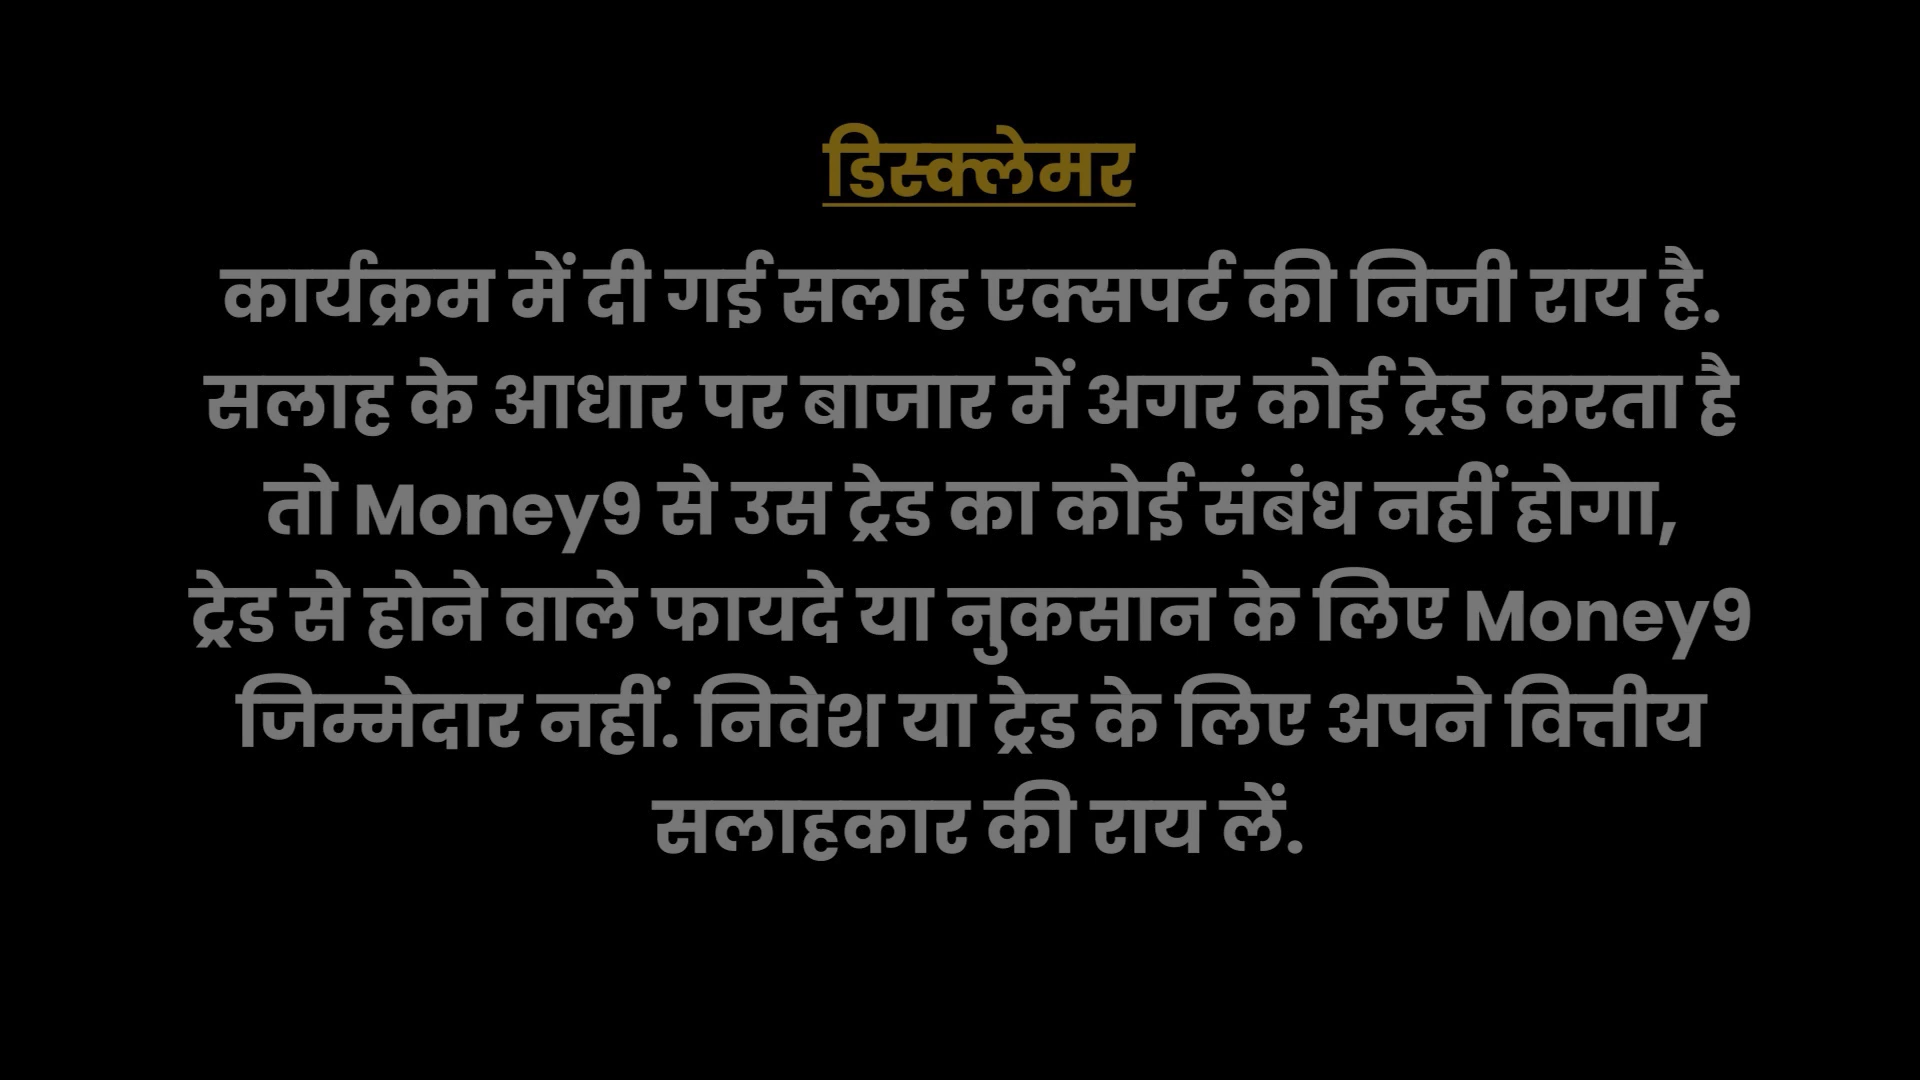 डिस्क्लेमर
कार्यक्रम में दी गई सलाह एक्सपर्ट की निजी राय है.
सलाह के आधार पर बाजार में अगर कोई ट्रेड करता है
तो Money9 से उस ट्रेड का कोई संबंध नहीं होगा,
ट्रेड से होने वाले फायदे या नुकसान के लिए Money9
जिम्मेदार नहीं. निवेश या ट्रेड के लिए अपने वित्तीय
सलाहकार की राय लें.